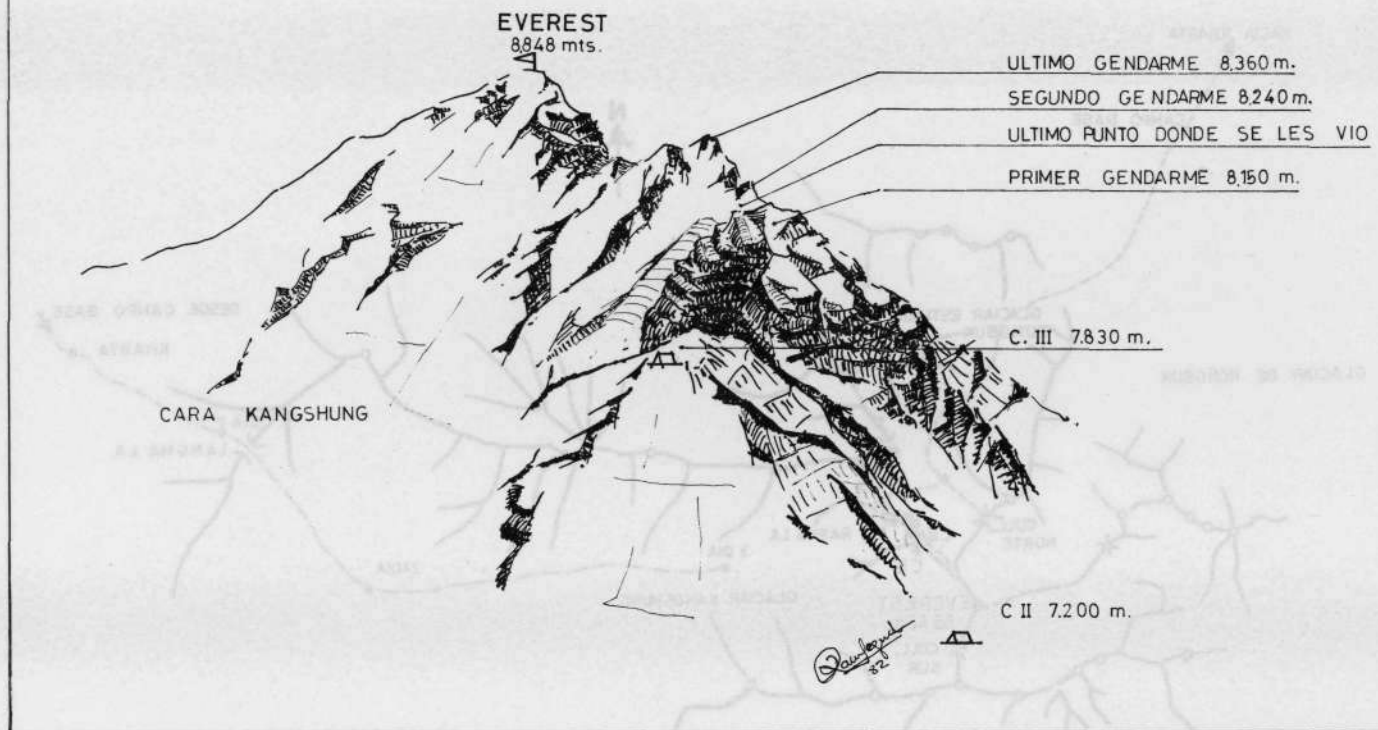 EVEREST
8.848 mts.
ULTIMO GENDARME 8.360 m.
SEGUNDO GENDARME 8.240 m.
ULTIMO PUNTO DONDE SE LES VIO
PRIMER GENDARME 8.150 m.
C. III 7.830 m.
CARA KANGSHUNG
C II 7.200 m.
82